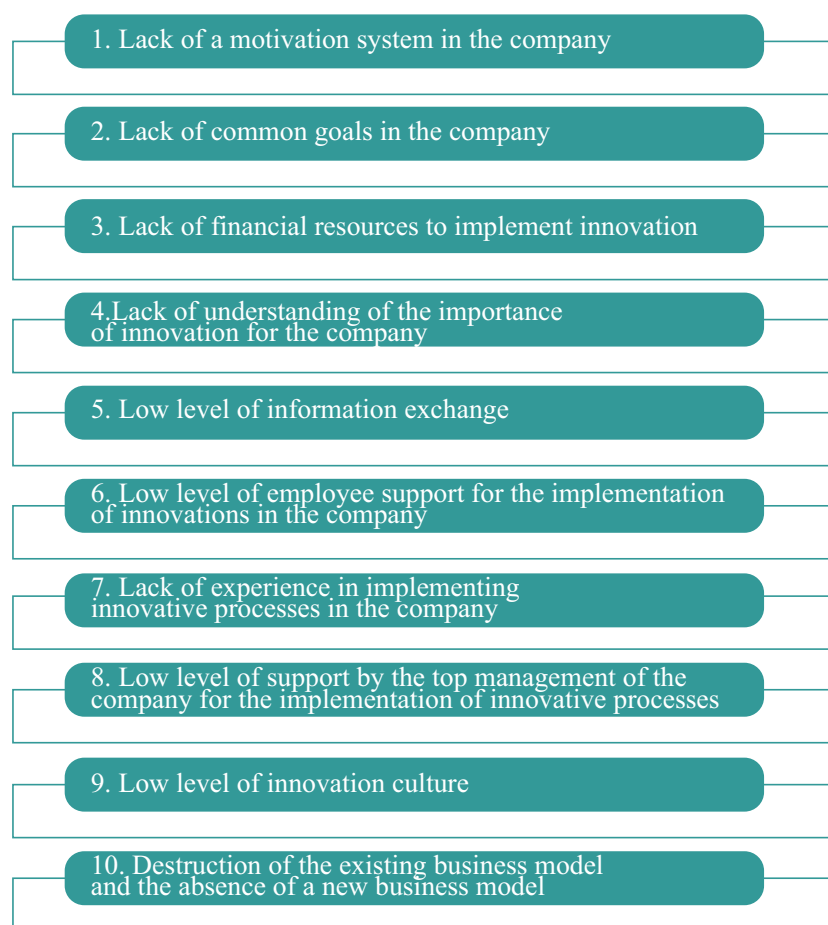 1. Lack of a motivation system in the company
2. Lack of common goals in the company
3. Lack of financial resources to implement innovation
4.Lack of understanding of the importance
of innovation for the company
5. Low level of information exchange
6. Low level of employee support for the implementation
of innovations in the company
7. Lack of experience in implementing
innovative processes in the company
8. Low level of support by the top management of the
company for the implementation of innovative processes
9. Low level of innovation culture
10. Destruction of the existing business model
and the absence of a new business model